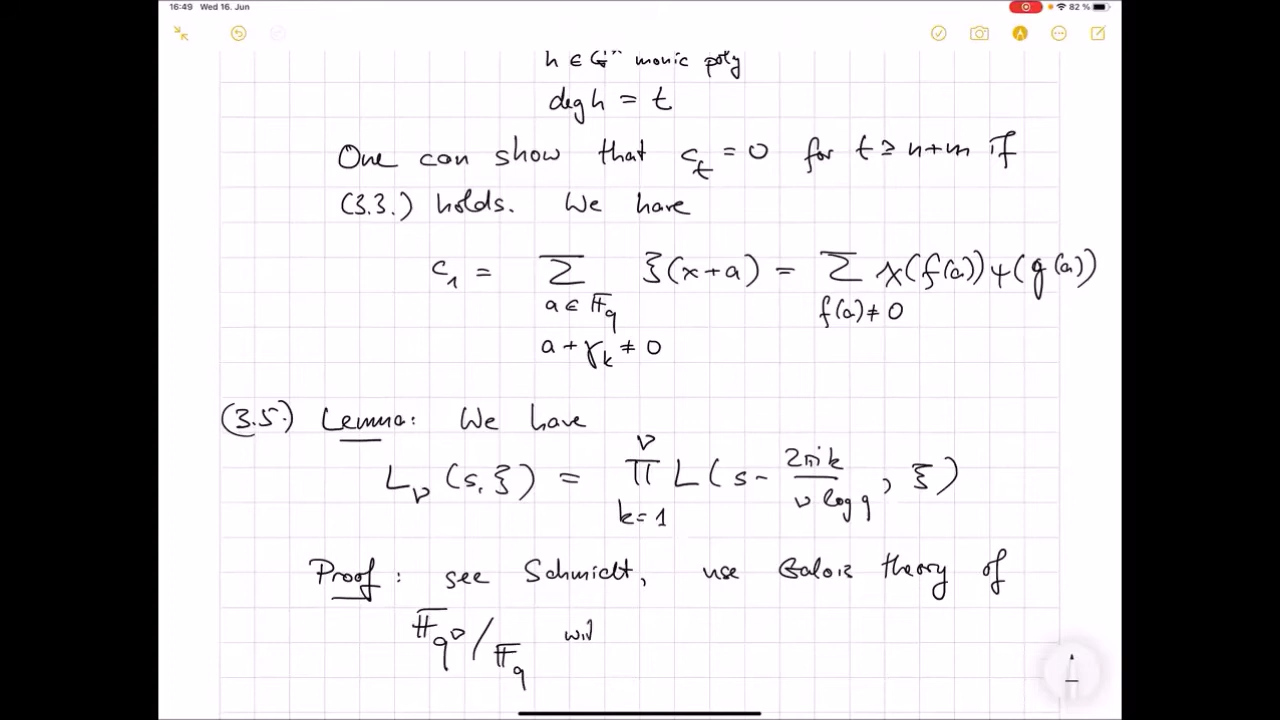 16:49 Wed 16. Jun
82 %
h ∈ G'' monic poly
deg h = t
One can show that c_t = 0 for t ≥ n+m if
(3.3.) holds. We have
c_1 = Σ ξ(x+a) = Σ χ(f(a)) ψ(g(a))
a ∈ F_q f(a) ≠ 0
a + γ_k ≠ 0
(3.5.) Lemma: We have
L_ν(s, ξ) = ∏_{k=1}^{ν} L(s - 2πik / ν log q, ξ)
Proof: see Schmidt, use Galois theory of
F_{q^ν} / F_q wit